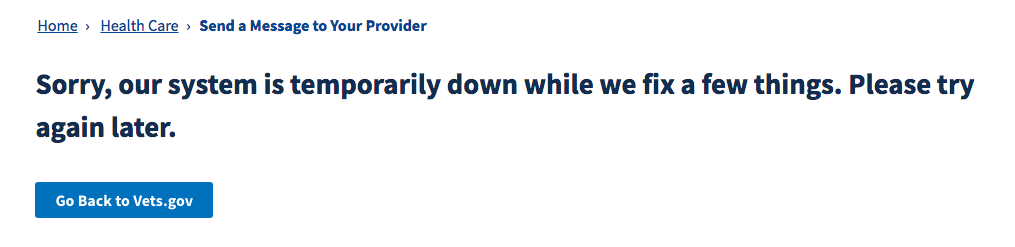 Home › Health Care › Send a Message to Your Provider
Sorry, our system is temporarily down while we fix a few things. Please try
again later.
Go Back to Vets.gov